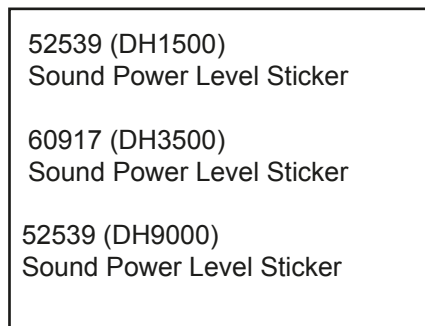 52539 (DH1500)
Sound Power Level Sticker
60917 (DH3500)
Sound Power Level Sticker
52539 (DH9000)
Sound Power Level Sticker